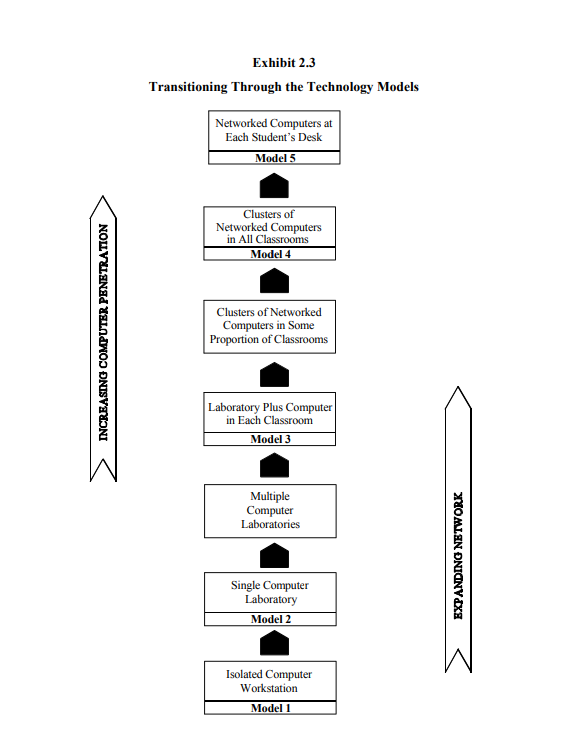 Exhibit 2.3
Transitioning Through the Technology Models
Networked Computers at
Each Student's Desk
Model 5
Clusters of
Networked Computers
in All Classrooms
Model 4
Clusters of Networked
Computers in Some
Proportion of Classrooms
Laboratory Plus Computer
in Each Classroom
Model 3
Multiple
Computer
Laboratories
Single Computer
Laboratory
Model 2
Isolated Computer
Workstation
Model 1
INCREASING COMPUTER PENETRATION
EXPANDING NETWORK